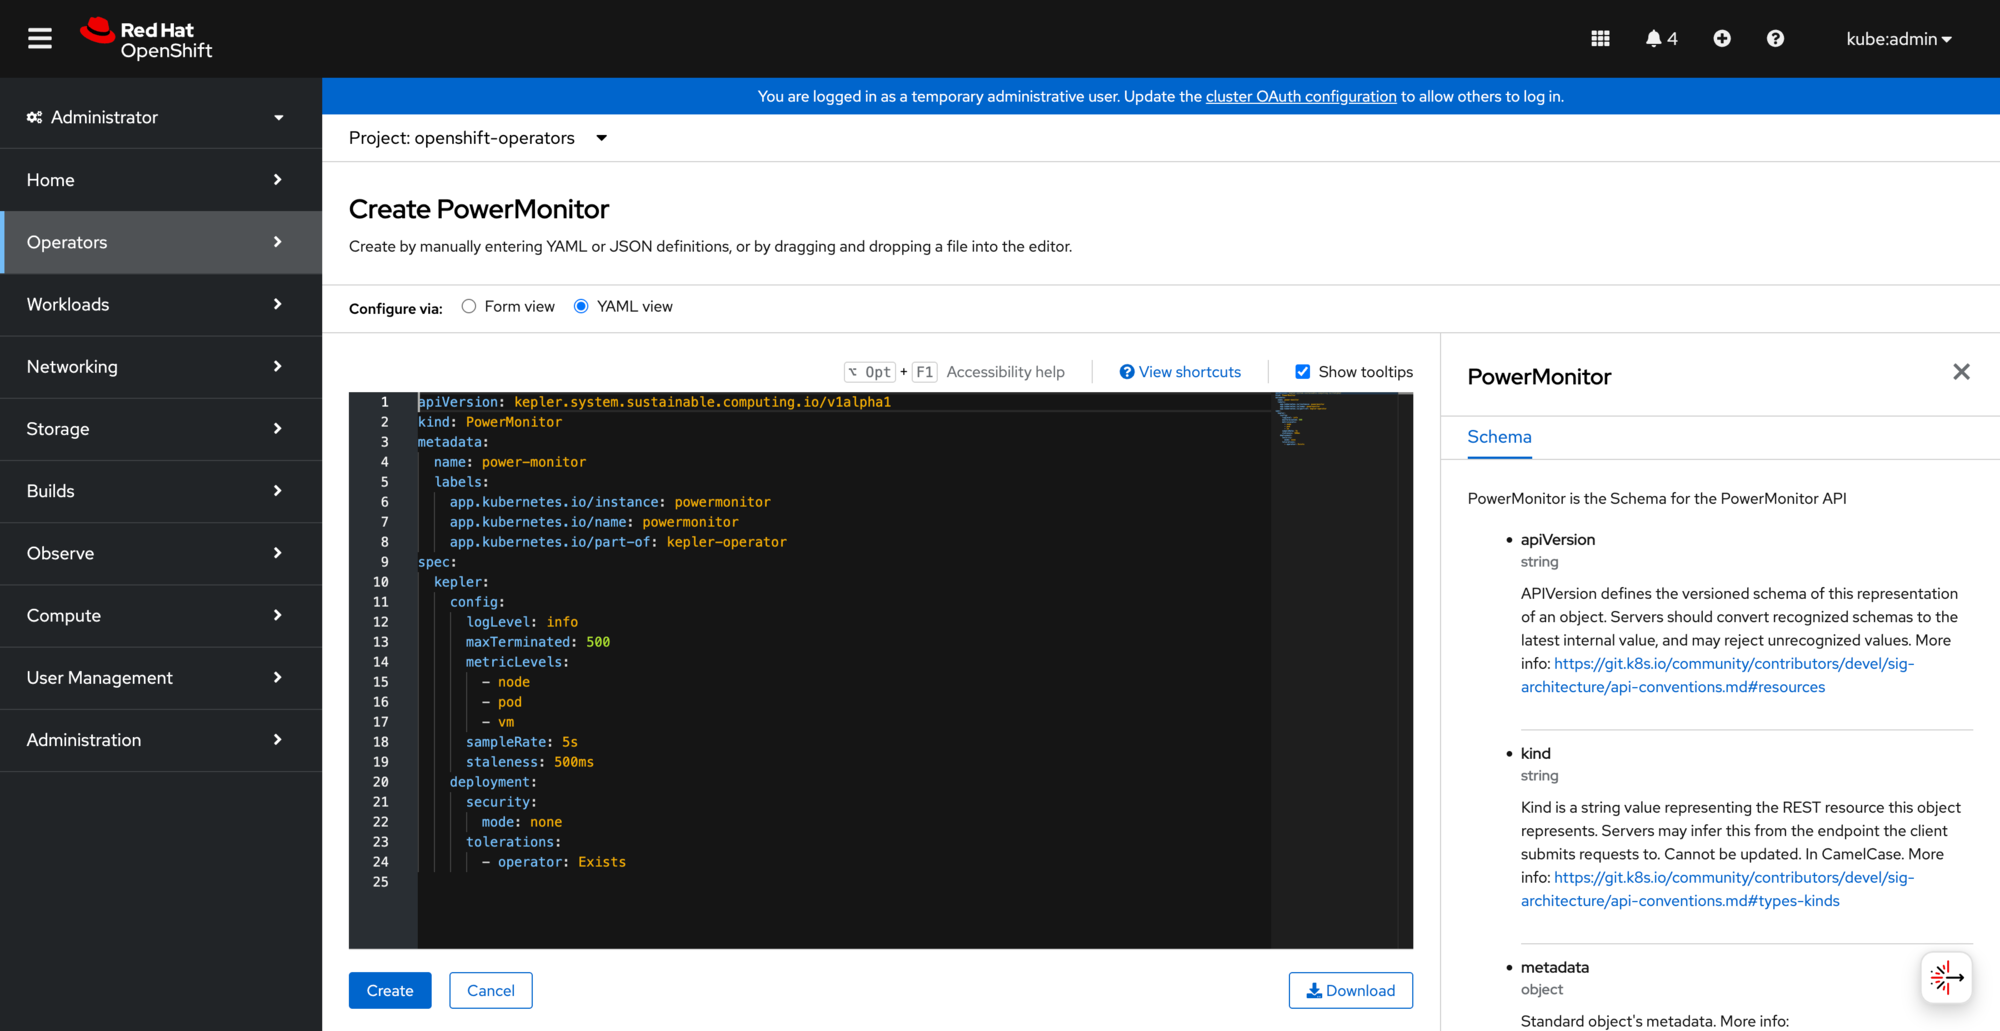 Red Hat
OpenShift
4
kube:admin
Administrator
Home
Operators
Workloads
Networking
Storage
Builds
Observe
Compute
User Management
Administration
You are logged in as a temporary administrative user. Update the cluster OAuth configuration to allow others to log in.
Project: openshift-operators
Create PowerMonitor
Create by manually entering YAML or JSON definitions, or by dragging and dropping a file into the editor.
Configure via: Form view YAML view
⌥ Opt + F1 Accessibility help View shortcuts Show tooltips
1 apiVersion: kepler.system.sustainable.computing.io/v1alpha1
2 kind: PowerMonitor
3 metadata:
4   name: power-monitor
5   labels:
6     app.kubernetes.io/instance: powermonitor
7     app.kubernetes.io/name: powermonitor
8     app.kubernetes.io/part-of: kepler-operator
9 spec:
10   kepler:
11     config:
12       logLevel: info
13       maxTerminated: 500
14       metricLevels:
15         - node
16         - pod
17         - vm
18       sampleRate: 5s
19       staleness: 500ms
20     deployment:
21       security:
22         mode: none
23       tolerations:
24         - operator: Exists
25
Create
Cancel
Download
PowerMonitor
Schema
PowerMonitor is the Schema for the PowerMonitor API
• apiVersion
string
APIVersion defines the versioned schema of this representation
of an object. Servers should convert recognized schemas to the
latest internal value, and may reject unrecognized values. More
info: https://git.k8s.io/community/contributors/devel/sig-
architecture/api-conventions.md#resources
• kind
string
Kind is a string value representing the REST resource this object
represents. Servers may infer this from the endpoint the client
submits requests to. Cannot be updated. In CamelCase. More
info: https://git.k8s.io/community/contributors/devel/sig-
architecture/api-conventions.md#types-kinds
• metadata
object
Standard object's metadata. More info: